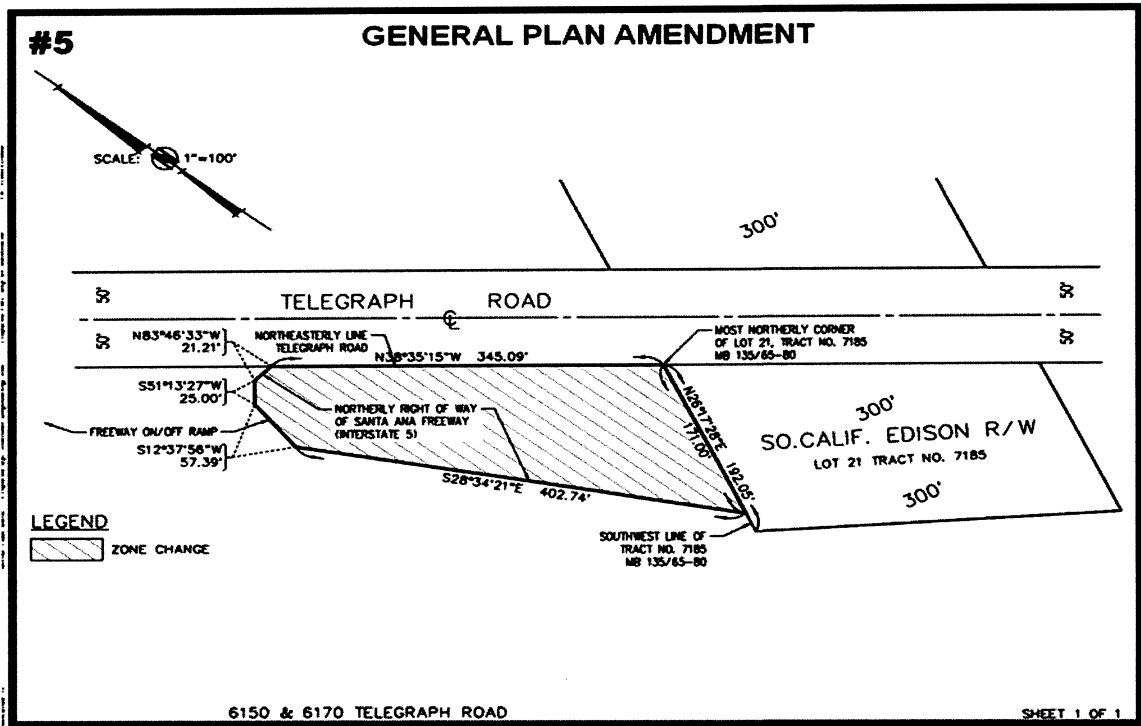 #5
GENERAL PLAN AMENDMENT
SCALE: 1"=100'
300'
50'
50'
TELEGRAPH ROAD
50'
50'
N83°46'33"W
21.21'
NORTHEASTERLY LINE
TELEGRAPH ROAD
N38°35'15"W 345.09'
MOST NORTHERLY CORNER
OF LOT 21, TRACT NO. 7185
MB 135/65-80
S51°13'27"W
25.00'
NORTHERLY RIGHT OF WAY
OF SANTA ANA FREEWAY
(INTERSTATE 5)
FREEWAY ON/OFF RAMP
S12°37'56"W
57.39'
N26°17'28"E 192.05'
171.00'
300'
SO.CALIF. EDISON R/W
LOT 21 TRACT NO. 7185
300'
S28°34'21"E 402.74'
LEGEND
ZONE CHANGE
SOUTHWEST LINE OF
TRACT NO. 7185
MB 135/65-80
6150 & 6170 TELEGRAPH ROAD
SHEET 1 OF 1